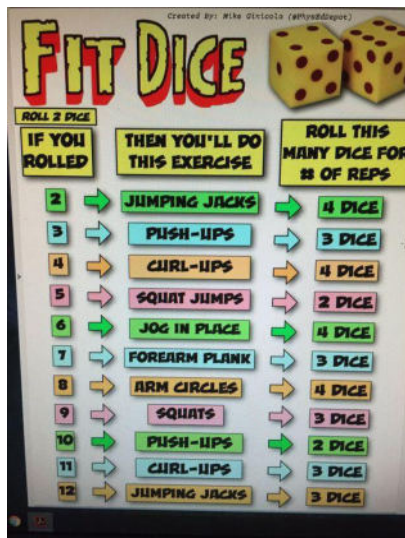 Created By: Mike Ginicola (@PhysEdDepot)
FIT DICE
ROLL 2 DICE
IF YOU ROLLED
THEN YOU'LL DO THIS EXERCISE
ROLL THIS MANY DICE FOR # OF REPS
2 JUMPING JACKS 4 DICE
3 PUSH-UPS 3 DICE
4 CURL-UPS 4 DICE
5 SQUAT JUMPS 2 DICE
6 JOG IN PLACE 4 DICE
7 FOREARM PLANK 3 DICE
8 ARM CIRCLES 4 DICE
9 SQUATS 3 DICE
10 PUSH-UPS 2 DICE
11 CURL-UPS 3 DICE
12 JUMPING JACKS 3 DICE